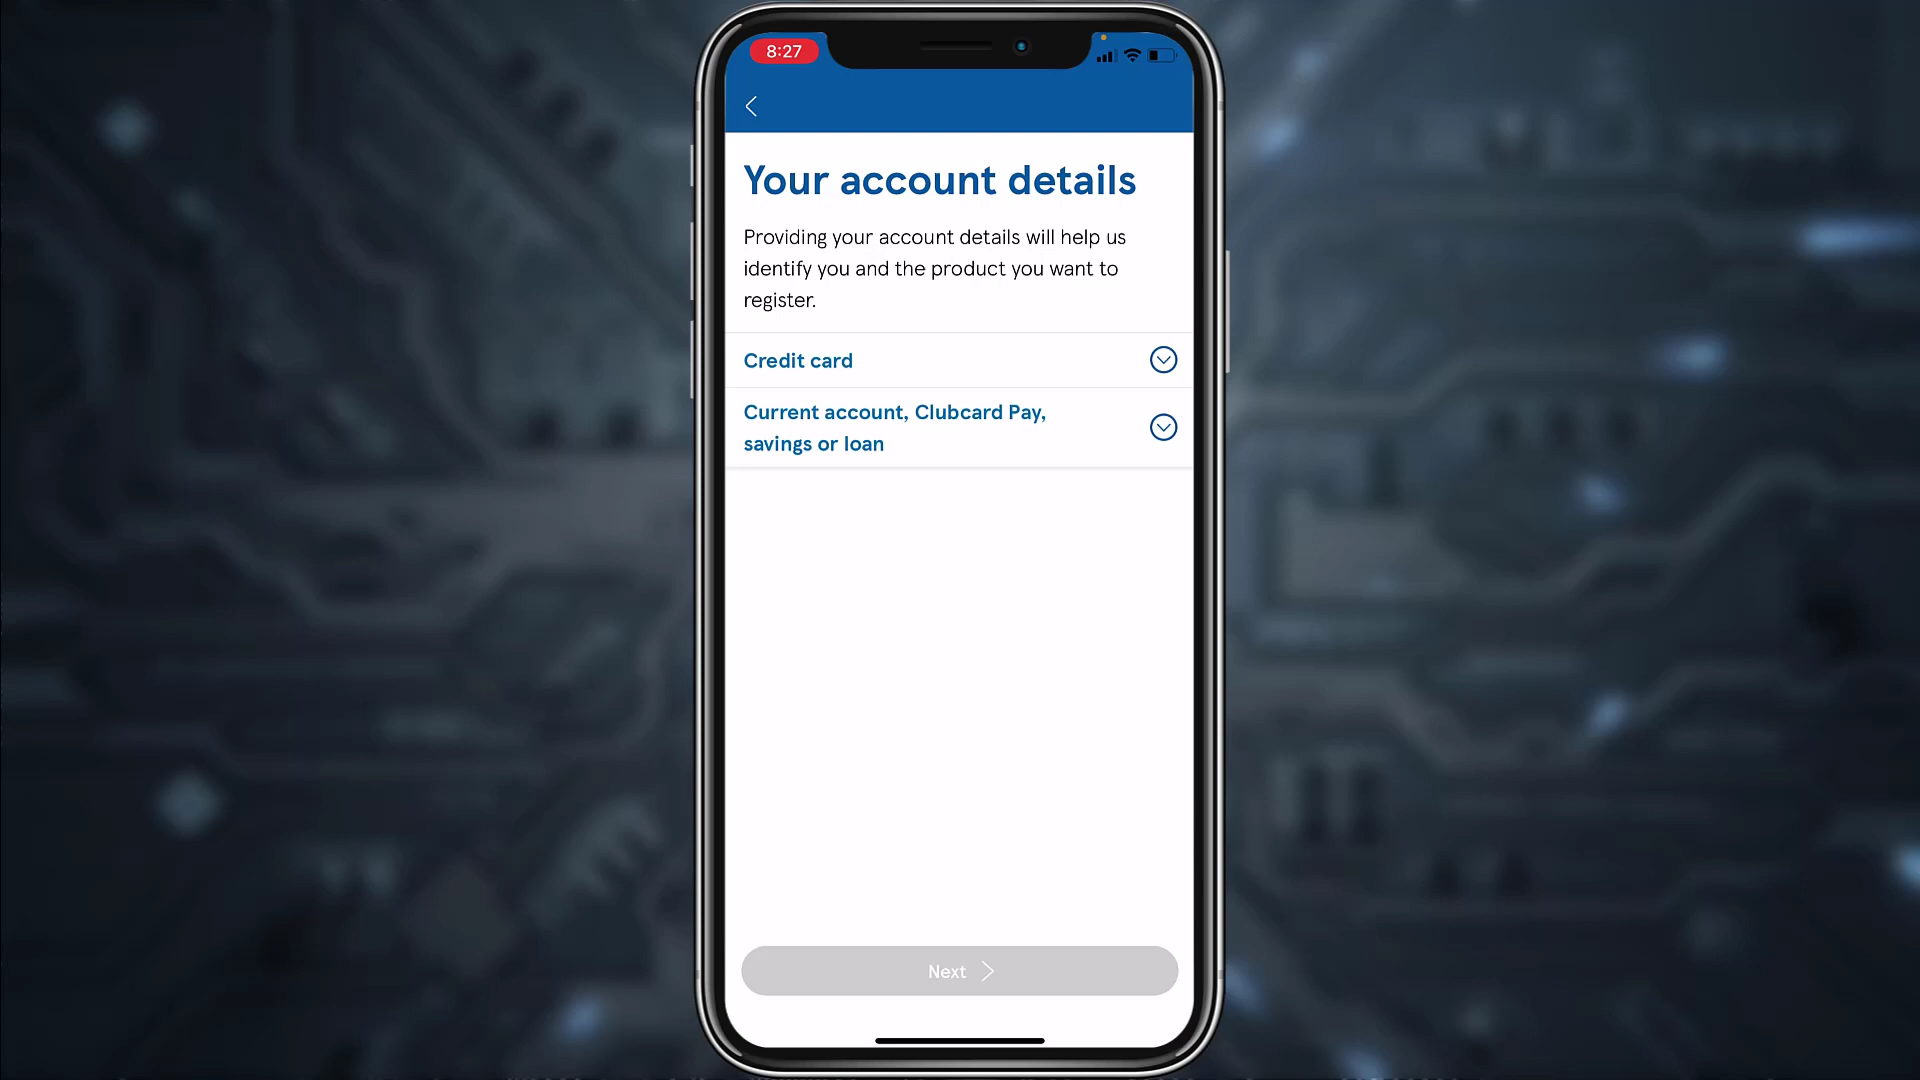 8:27
Your account details
Providing your account details will help us
identify you and the product you want to
register.
Credit card
Current account, Clubcard Pay,
savings or loan
Next